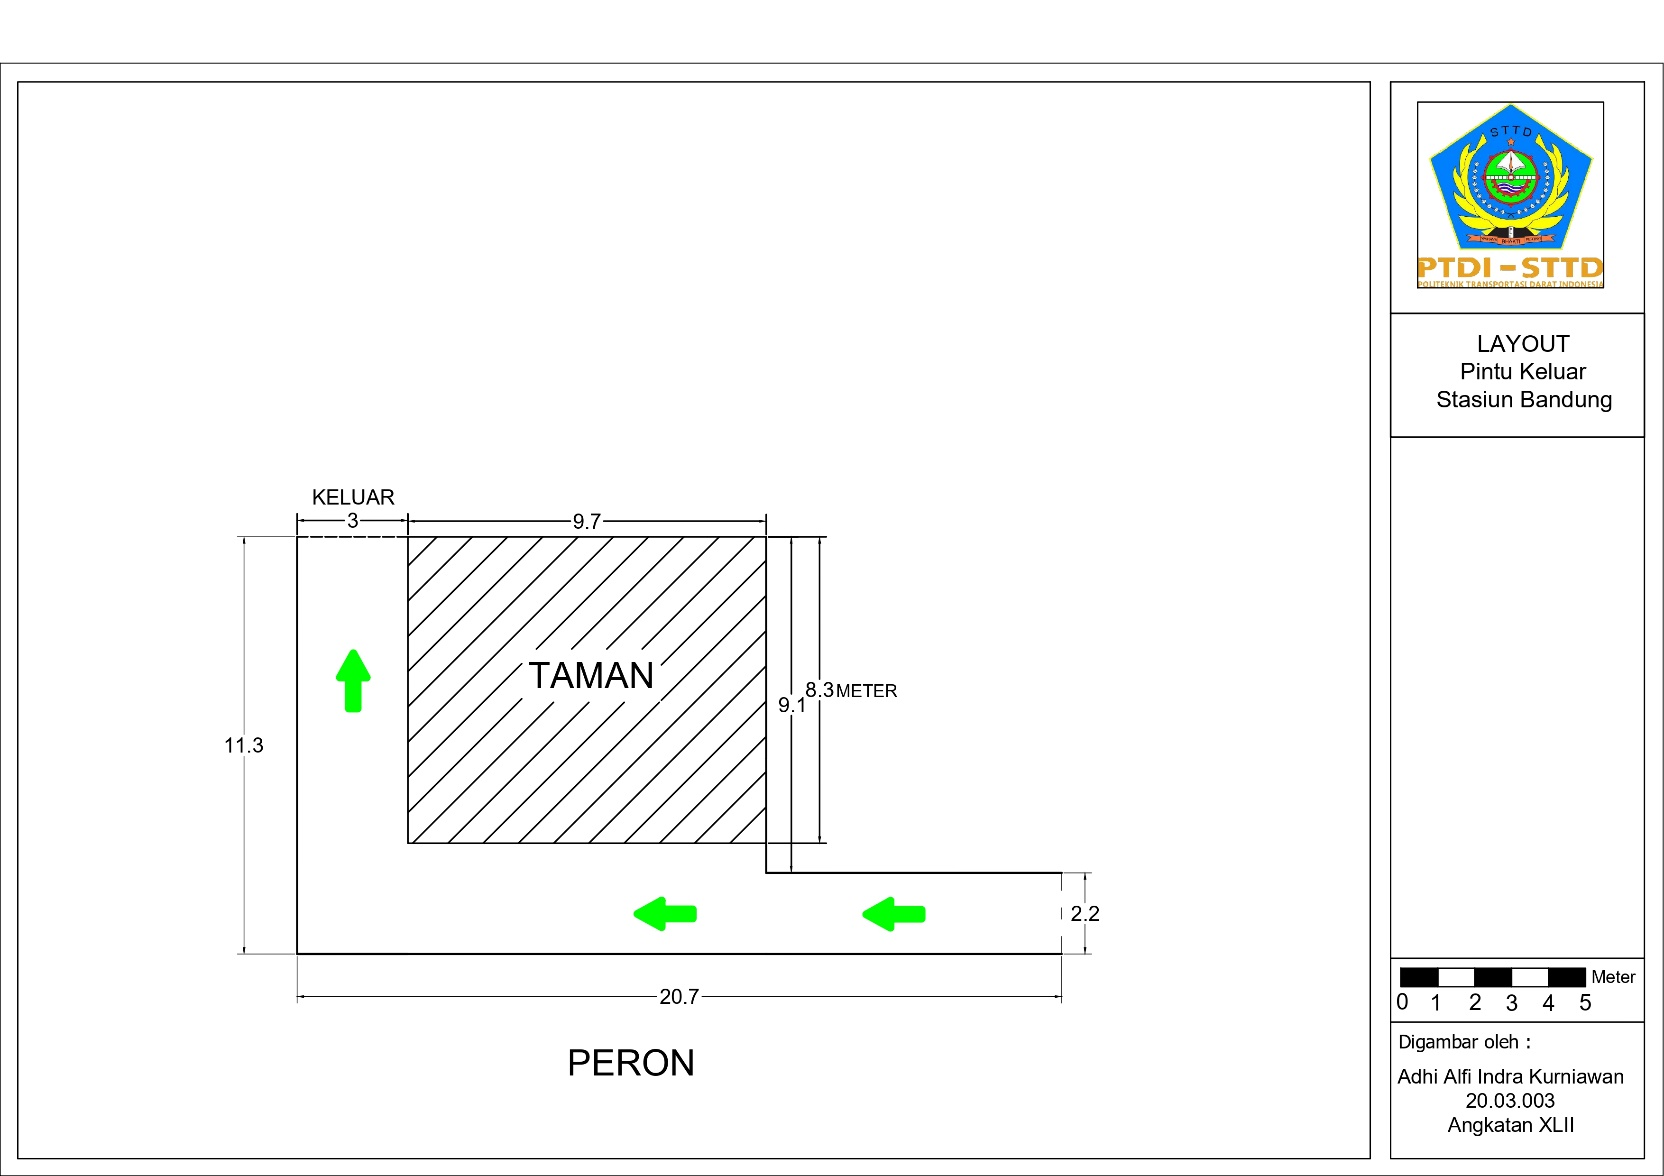 STTD
BHAKTI
PTDI - STTD
POLITEKNIK TRANSPORTASI DARAT INDONESIA
LAYOUT
Pintu Keluar
Stasiun Bandung
KELUAR
3
9.7
TAMAN
8.3 METER
9.1
11.3
2.2
20.7
PERON
Meter
0 1 2 3 4 5
Digambar oleh :
Adhi Alfi Indra Kurniawan
20.03.003
Angkatan XLII